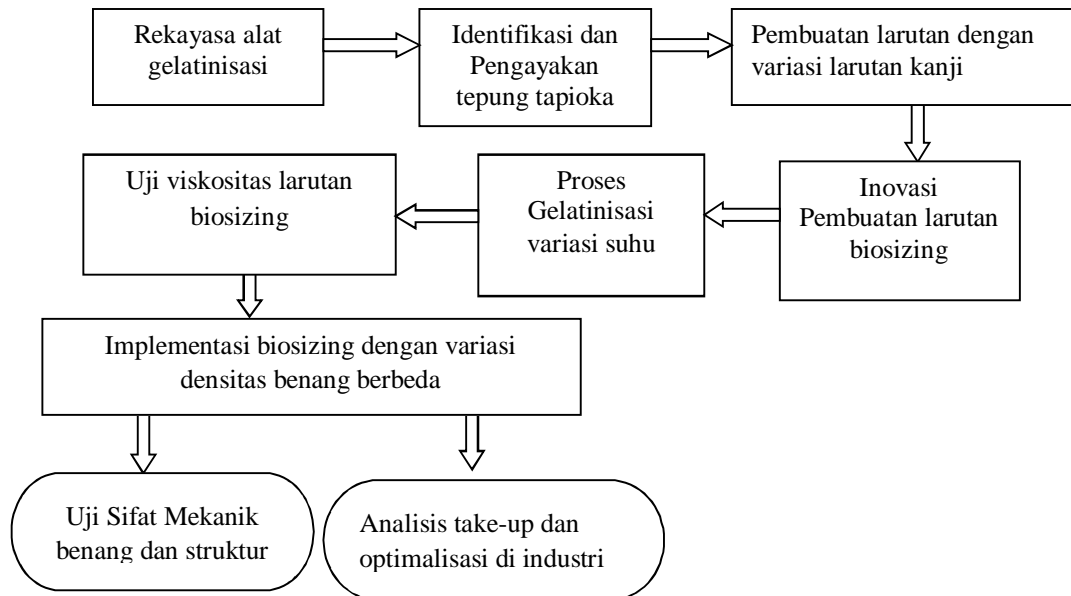 Rekayasa alat
gelatinisasi
Identifikasi dan
Pengayakan
tepung tapioka
Pembuatan larutan dengan
variasi larutan kanji
Inovasi
Pembuatan larutan
biosizing
Proses
Gelatinisasi
variasi suhu
Uji viskositas larutan
biosizing
Implementasi biosizing dengan variasi
densitas benang berbeda
Uji Sifat Mekanik
benang dan struktur
Analisis take-up dan
optimalisasi di industri